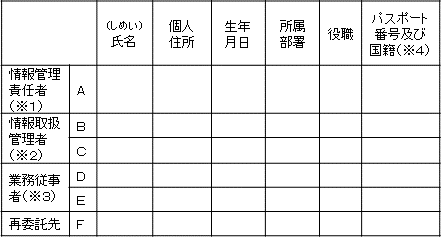 (しめい)
氏名
個人
住所
生年
月日
所属
部署
役職
パスポート
番号及び
国籍(※4)
情報管理
責任者
(※1)
A
情報取扱
管理者
(※2)
B
C
業務従事
者(※3)
D
E
再委託先
F